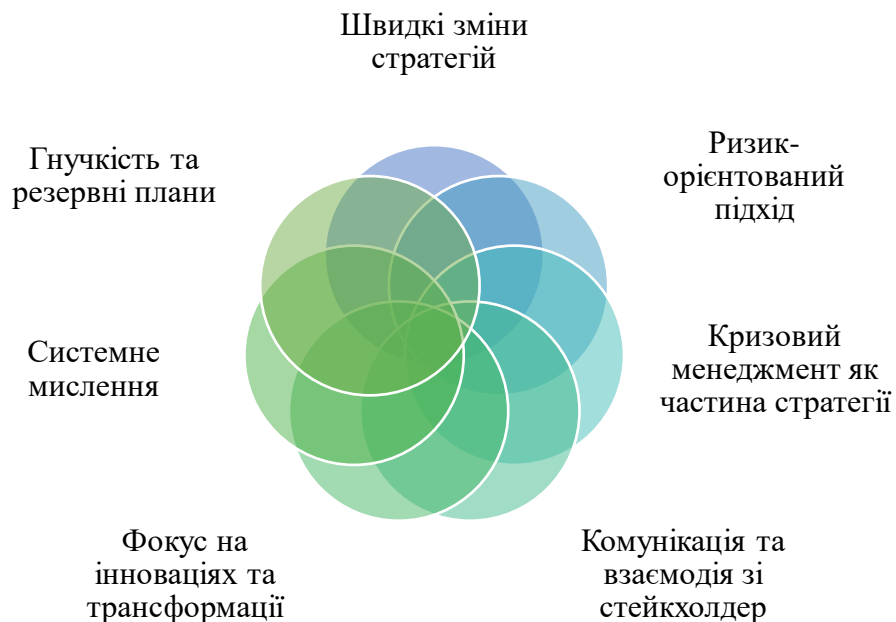 Швидкі зміни
стратегій
Ризик-
орієнтований
підхід
Кризовий
менеджмент як
частина стратегії
Комунікація та
взаємодія зі
стейкхолдер
Фокус на
інноваціях та
трансформації
Системне
мислення
Гнучкість та
резервні плани